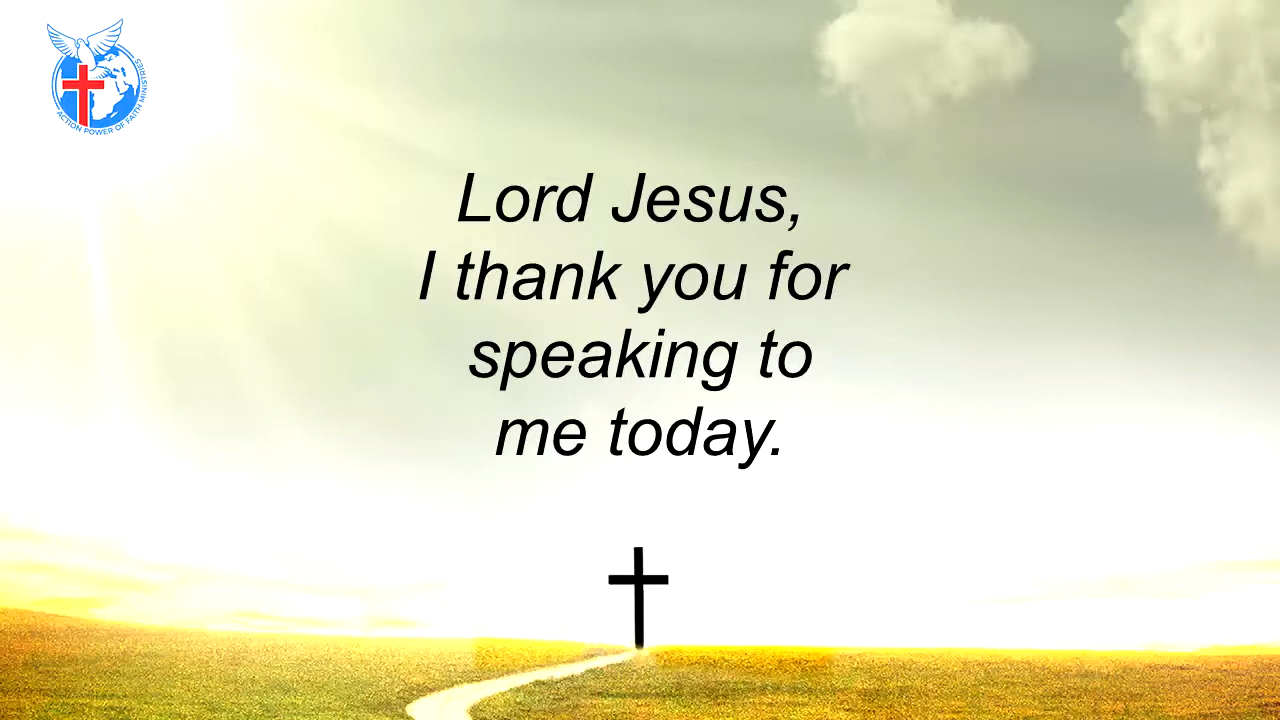 ACTION POWER OF FAITH MINISTRIES
Lord Jesus,
I thank you for
speaking to
me today.